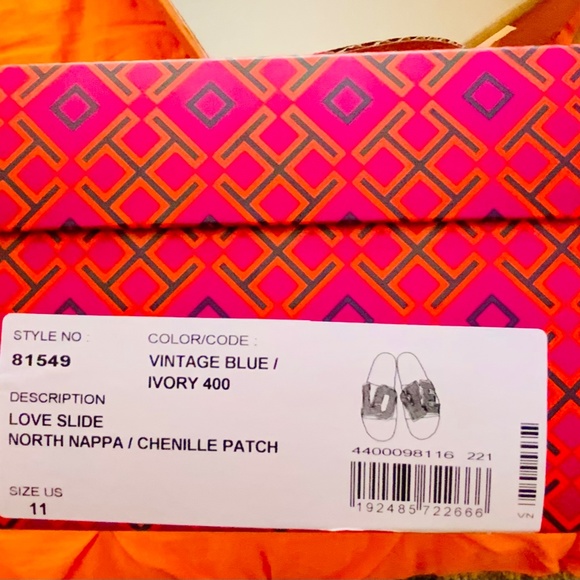 STYLE NO :
81549
COLOR/CODE :
VINTAGE BLUE /
IVORY 400
DESCRIPTION
LOVE SLIDE
NORTH NAPPA / CHENILLE PATCH
SIZE US
11
LOVE
4400098116 221
192485722666
VN